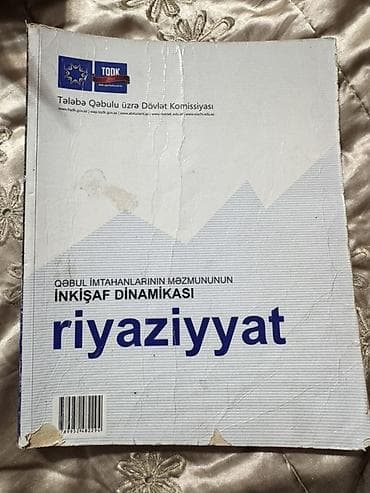 TQDK
Tələbə Qəbulu üzrə Dövlət Komissiyası
QƏBUL İMTAHANLARININ MƏZMUNUNUN
İNKİŞAF DİNAMİKASI
riyaziyyat